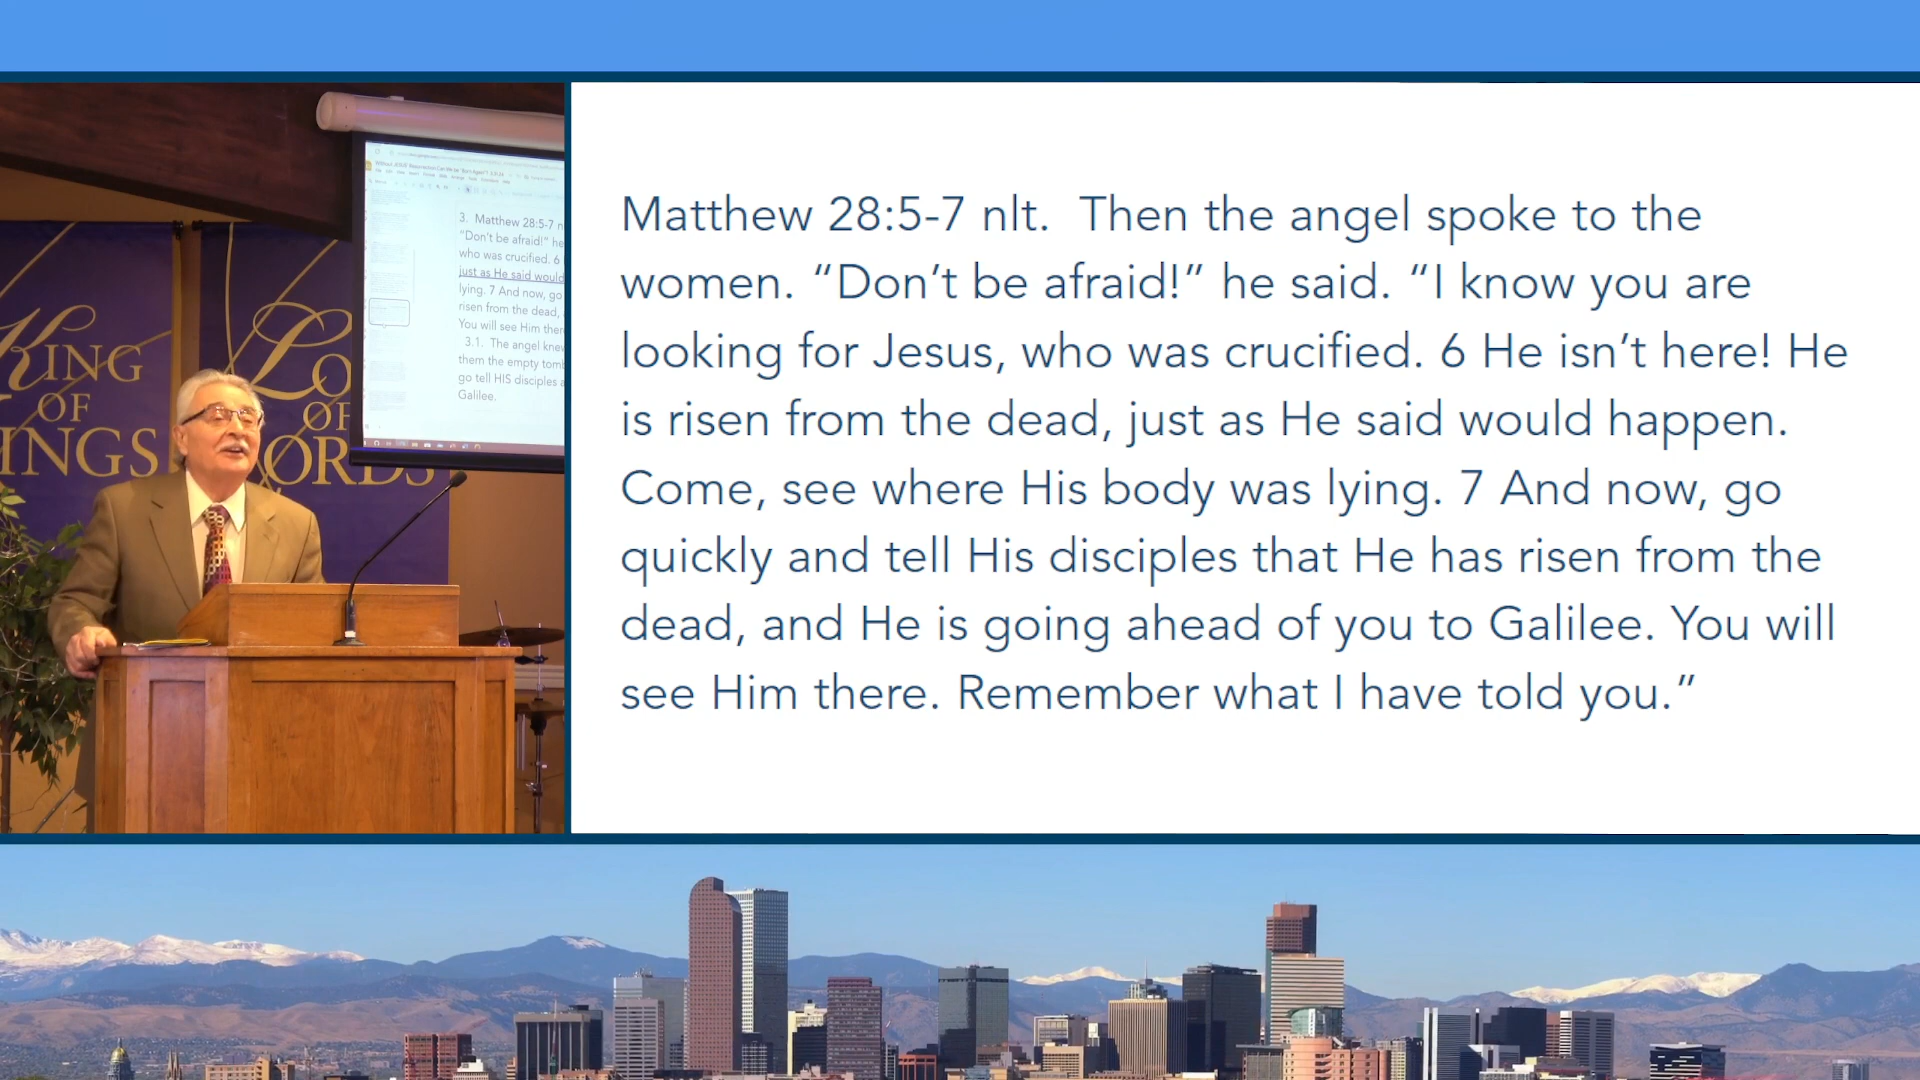 Matthew 28:5-7 nlt.  Then the angel spoke to the
women.  “Don’t be afraid!” he said. “I know you are
looking for Jesus, who was crucified. 6 He isn’t here! He
is risen from the dead, just as He said would happen.
Come, see where His body was lying. 7 And now, go
quickly and tell His disciples that He has risen from the
dead, and He is going ahead of you to Galilee. You will
see Him there. Remember what I have told you.”
KING
OF
INGS
LO
OF
ORDS
3.  Matthew 28:5-7 n
“Don’t be afraid!” he
who was crucified. 6
just as He said would
lying. 7 And now, go
risen from the dead,
You will see Him ther
3.1.  The angel knew
them the empty tomb
go tell HIS disciples a
Galilee.